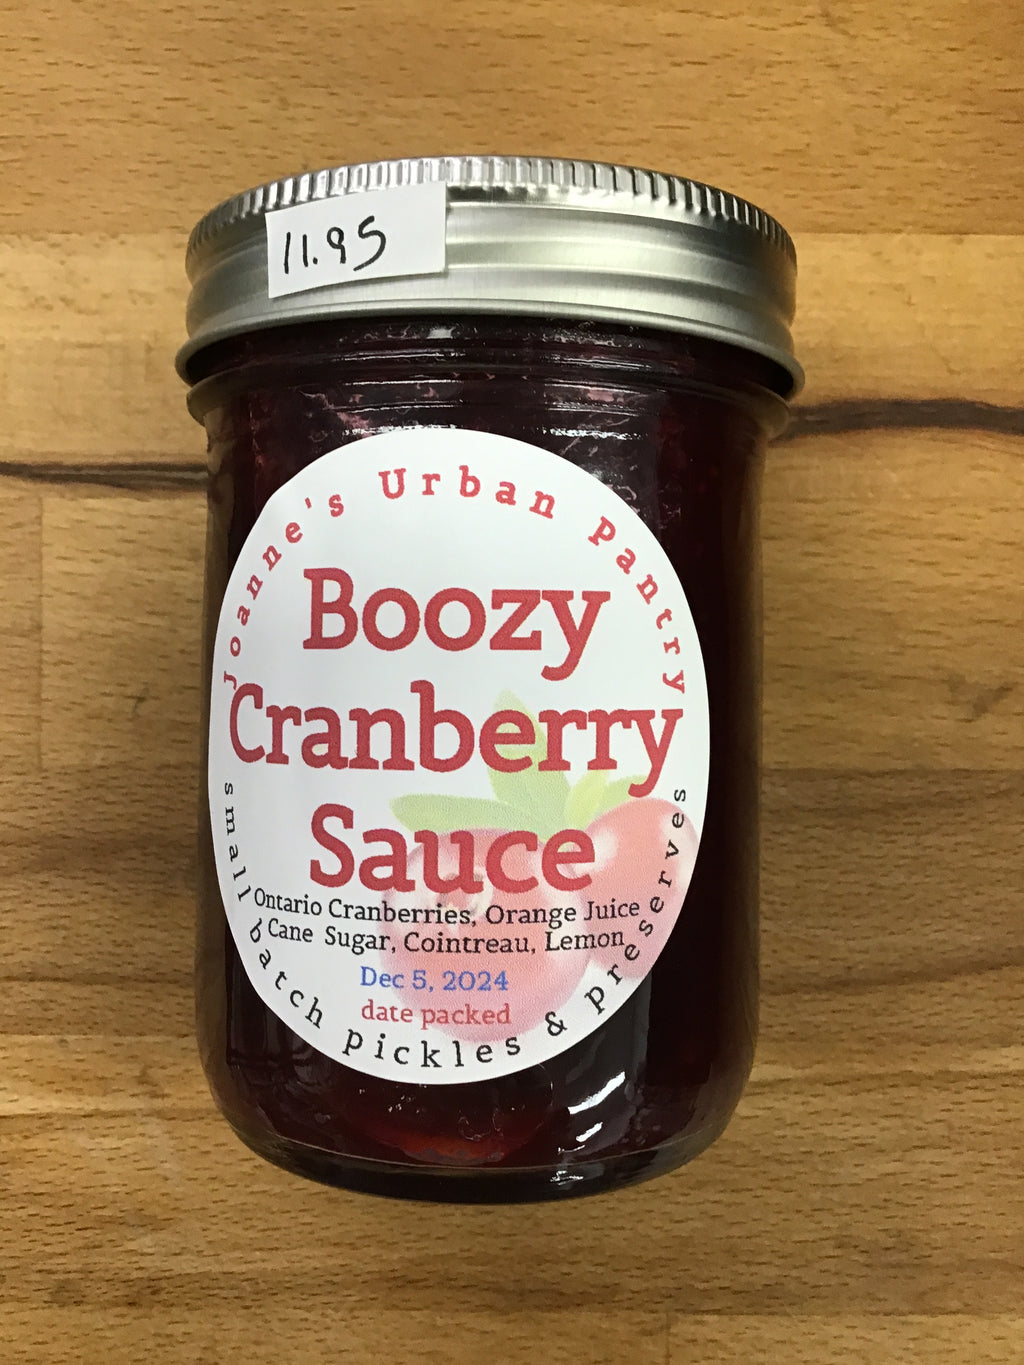 11.95
Joanne's Urban Pantry
Boozy
Cranberry
Sauce
Ontario Cranberries, Orange Juice
Cane Sugar, Cointreau, Lemon
Dec 5, 2024
date packed
small batch pickles & preserves